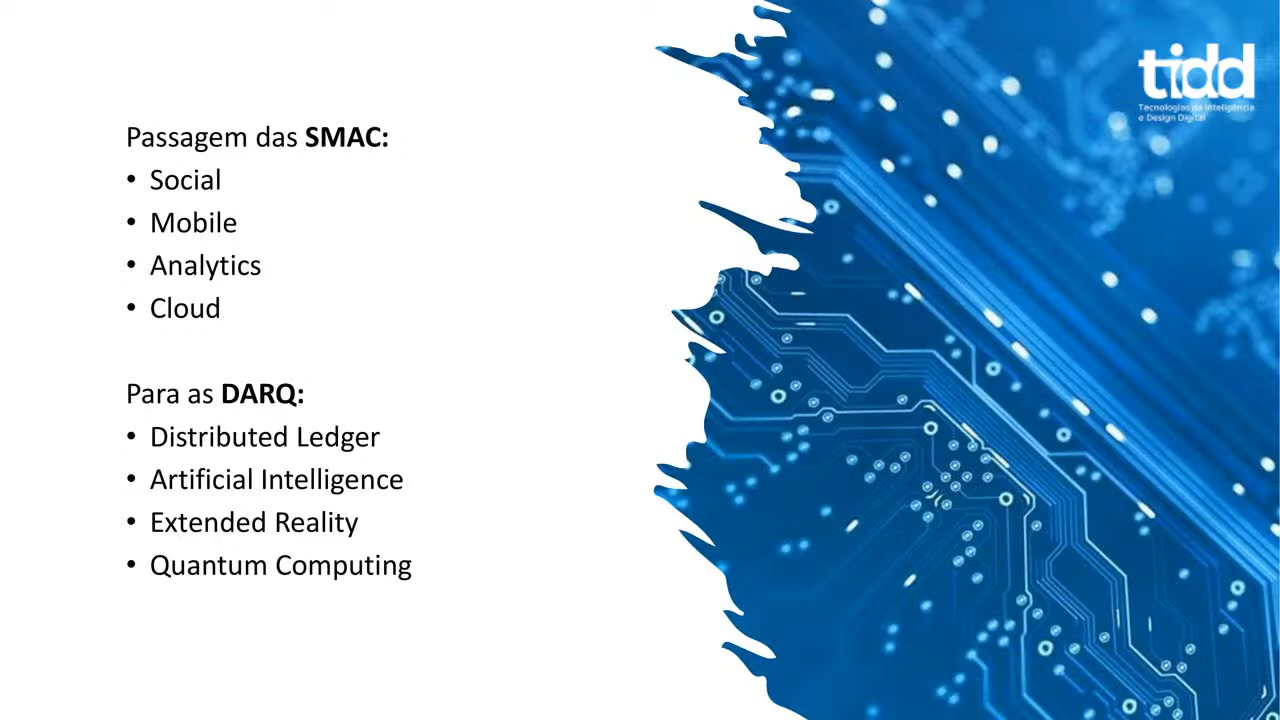 Passagem das SMAC:
• Social
• Mobile
• Analytics
• Cloud
Para as DARQ:
• Distributed Ledger
• Artificial Intelligence
• Extended Reality
• Quantum Computing
tidd
Tecnologias da Inteligência
e Design Digital